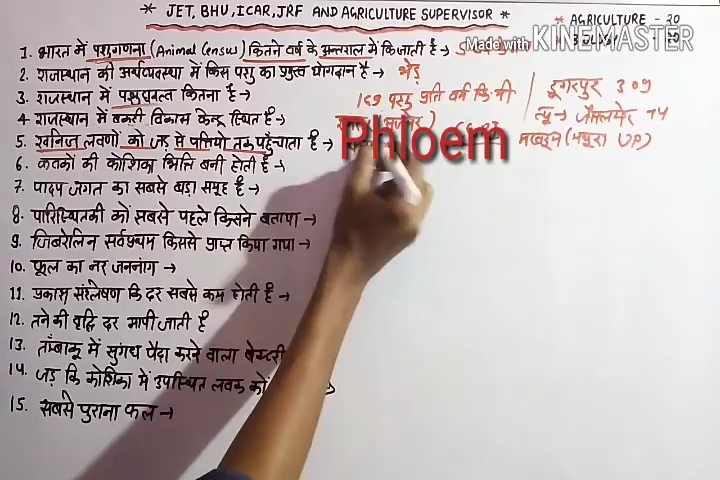 * JET, BHU, ICAR, JRF AND AGRICULTURE SUPERVISOR *
* AGRICULTURE - 20
Made with KINEMASTER
1. भारत में पशुगणना (Animal Census) कितने वर्ष के अन्तराल में कि जाती है →
2. राजस्थान की अर्थव्यवस्था में किस पशु का प्रमुख योगदान है → भेड़
3. राजस्थान में पशुघनत्व कितना है → 169 पशु प्रति वर्ग कि मी
डूंगरपुर 309
न्यू → जैसलमेर 14
4 राजस्थान में बकरी विकास केन्द्र स्थित है →
मखदूम (मथुरा UP)
5. खनिज लवणों को जड़ से पत्तियो तक पहुँचाता है → Phloem
6. कवकों की कोशिका भित्ति बनी होती है →
7. पादप जगत का सबसे बड़ा समूह है →
8. पारिस्थितकी कों सबसे पहले किसने बताया →
9. जिबरेलिन सर्वप्रथम किससे प्राप्त किया गया →
10. फूल का नर जननांग →
11. प्रकाश संश्लेषण कि दर सबसे कम होती है →
12. तने की वृद्धि दर मापी जाती है
13. ताँम्बाकू में सुगंध पैदा करने वाला बेक्टरी
14. जड़ कि कोशिका में उपस्थित लवक कों
15. सबसे पुराना फल →